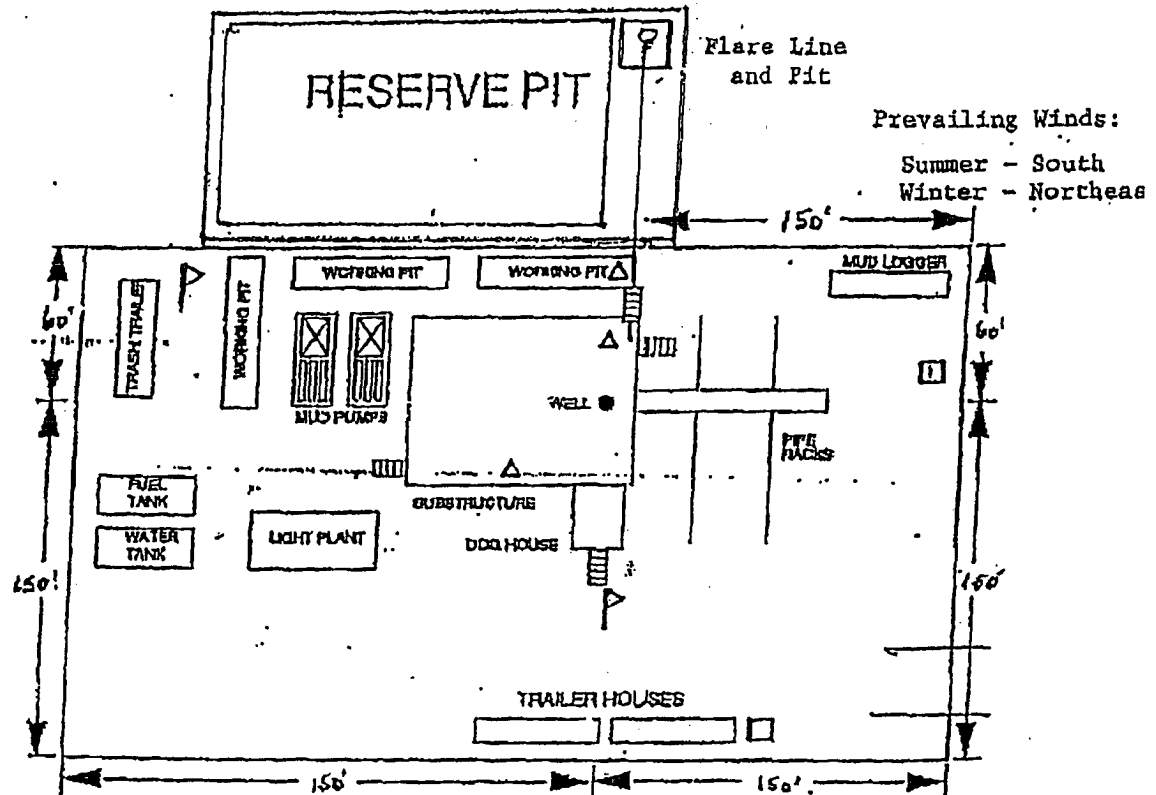 RESERVE PIT
Flare Line
and Pit
Prevailing Winds:
Summer - South
Winter - Northeas
150'
MUD LOGGER
WORKING PIT
WORKING PIT
WORKING PIT
TRASH TRAILER
60'
60'
MUD PUMPS
WELL
PIPE
RACKS
FUEL
TANK
WATER
TANK
LIGHT PLANT
SUBSTRUCTURE
DOG HOUSE
150'
150'
TRAILER HOUSES
150'
150'